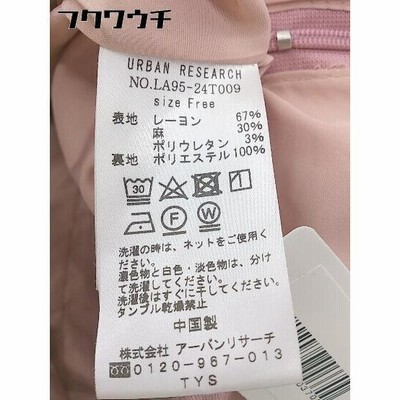 フクワウチ
URBAN RESEARCH
NO.LA95-24T009
size Free
表地 レーヨン 67%
麻 30%
ポリウレタン 3%
裏地 ポリエステル 100%
30
F W
洗濯の時は、ネットをご使用ください。
濃色物と白色・淡色物は、分けて洗濯してください。
洗濯後はすぐに干してください。
タンブル乾燥禁止
中国製
株式会社 アーバンリサーチ
0120-967-013
TYS